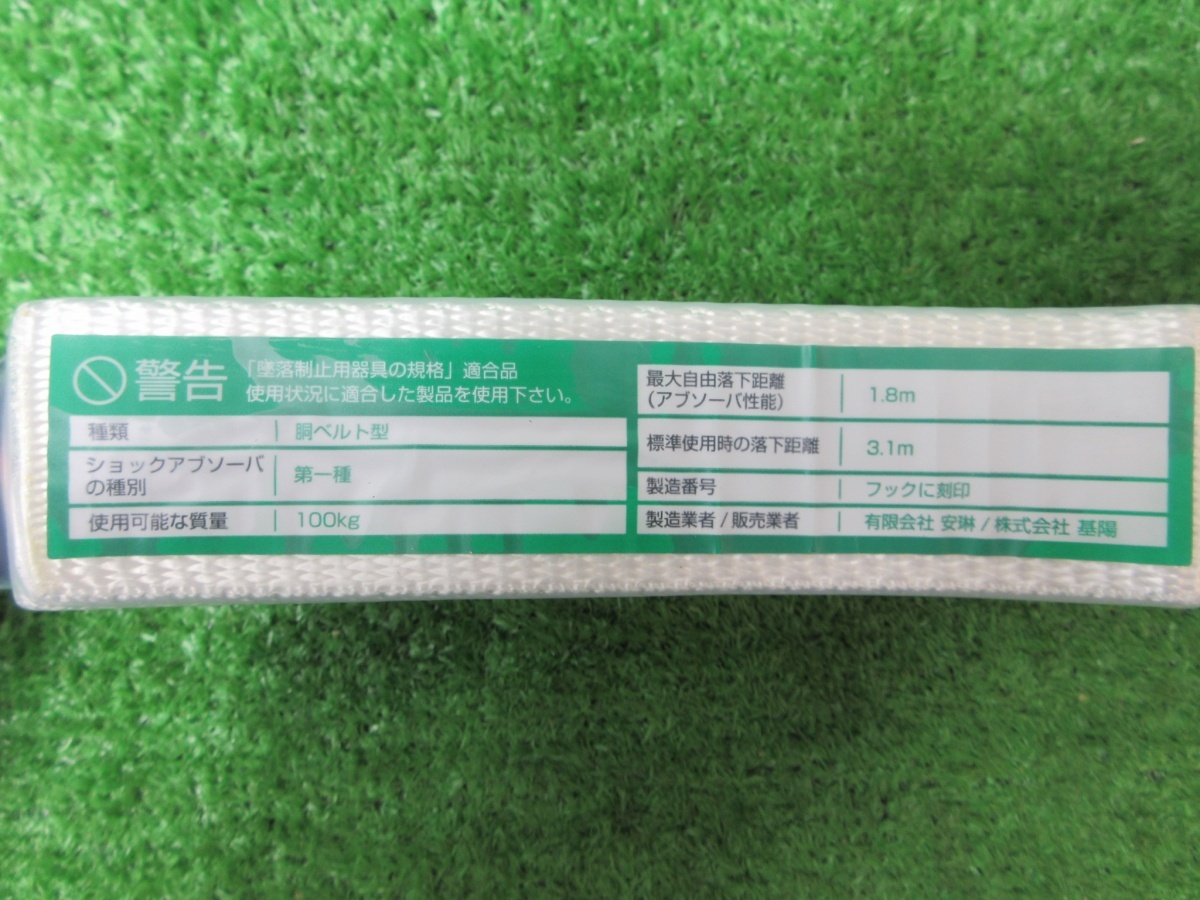 警告
「墜落制止用器具の規格」適合品
使用状況に適合した製品を使用下さい。
種類 胴ベルト型
ショックアブソーバ
の種別 第一種
使用可能な質量 100kg
最大自由落下距離
(アブソーバ性能) 1.8m
標準使用時の落下距離 3.1m
製造番号 フックに刻印
製造業者/販売業者 有限会社 安琳/株式会社 基陽